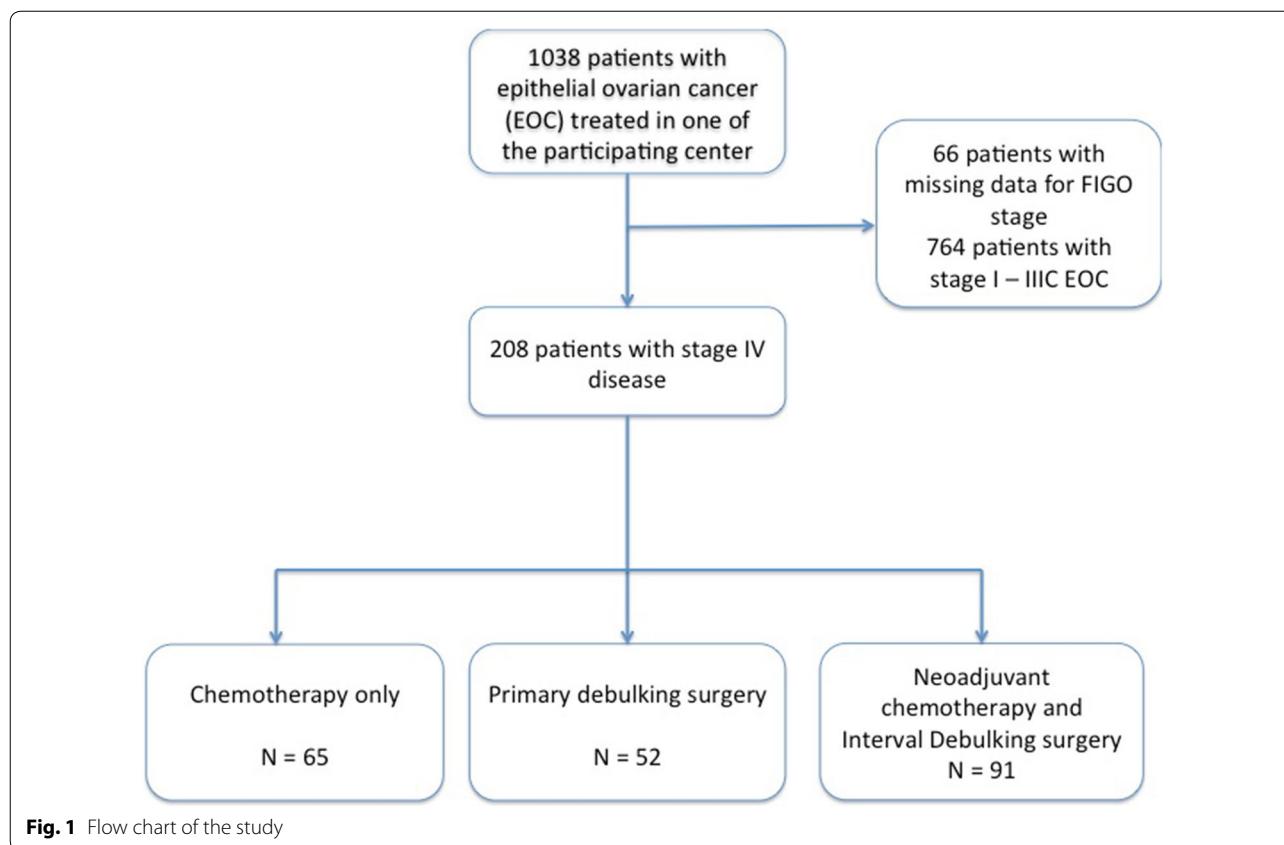 1038 patients with
epithelial ovarian cancer
(EOC) treated in one of
the participating center
66 patients with
missing data for FIGO
stage
764 patients with
stage I – IIIC EOC
208 patients with stage IV
disease
Chemotherapy only
N = 65
Primary debulking surgery
N = 52
Neoadjuvant
chemotherapy and
Interval Debulking surgery
N = 91
Fig. 1 Flow chart of the study